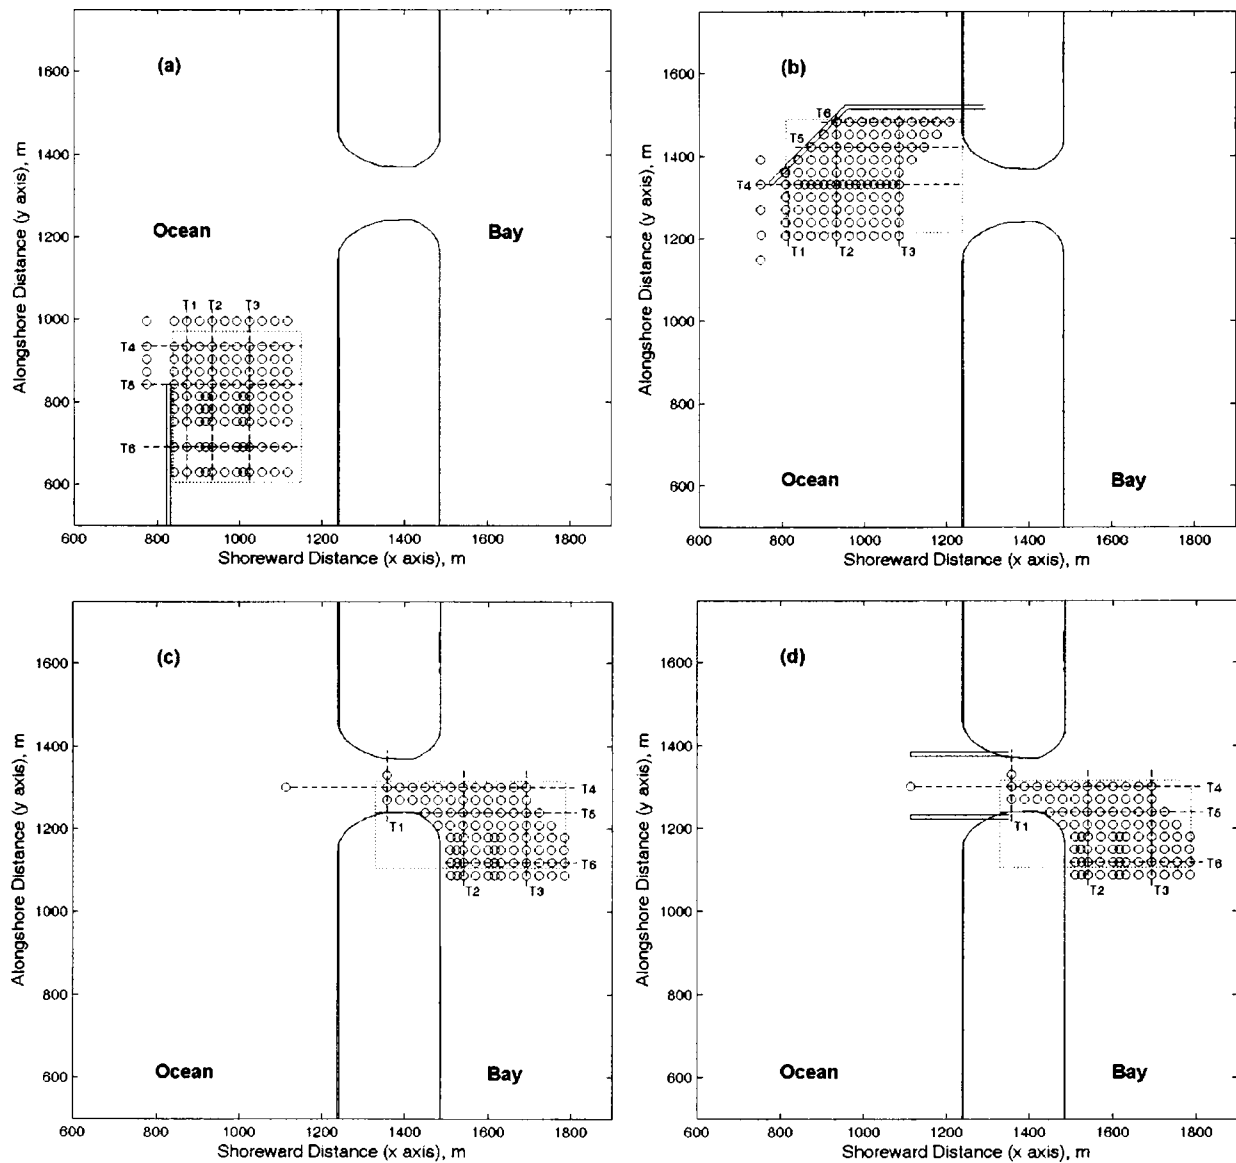 (a)
Alongshore Distance (y axis), m
1600
1400
1200
1000
800
600
Ocean
Bay
T1 T2 T3
T4
T5
T6
600 800 1000 1200 1400 1600 1800
Shoreward Distance (x axis), m
(b)
Alongshore Distance (y axis), m
1600
1400
1200
1000
800
600
T6
T5
T4
T1 T2 T3
Ocean
Bay
600 800 1000 1200 1400 1600 1800
Shoreward Distance (x axis), m
(c)
Alongshore Distance (y axis), m
1600
1400
1200
1000
800
600
T4
T5
T1
T6
T2 T3
Ocean
Bay
600 800 1000 1200 1400 1600 1800
Shoreward Distance (x axis), m
(d)
Alongshore Distance (y axis), m
1600
1400
1200
1000
800
600
T4
T5
T1
T6
T2 T3
Ocean
Bay
600 800 1000 1200 1400 1600 1800
Shoreward Distance (x axis), m